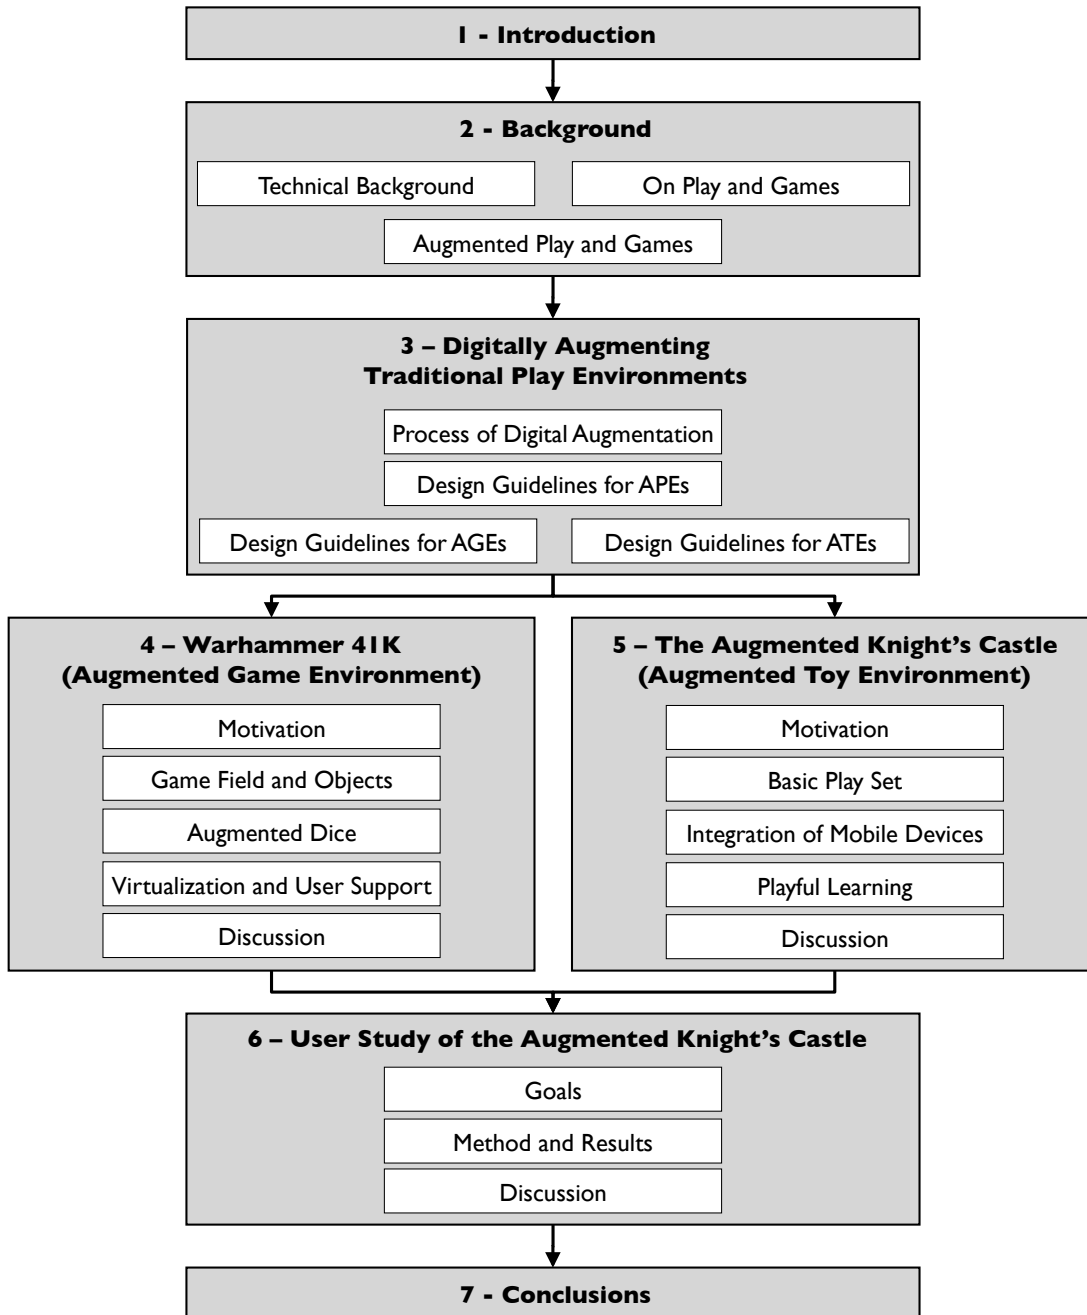 1 - Introduction
2 - Background
Technical Background
On Play and Games
Augmented Play and Games
3 – Digitally Augmenting
Traditional Play Environments
Process of Digital Augmentation
Design Guidelines for APEs
Design Guidelines for AGEs
Design Guidelines for ATEs
4 – Warhammer 41K
(Augmented Game Environment)
Motivation
Game Field and Objects
Augmented Dice
Virtualization and User Support
Discussion
5 – The Augmented Knight's Castle
(Augmented Toy Environment)
Motivation
Basic Play Set
Integration of Mobile Devices
Playful Learning
Discussion
6 – User Study of the Augmented Knight's Castle
Goals
Method and Results
Discussion
7 - Conclusions